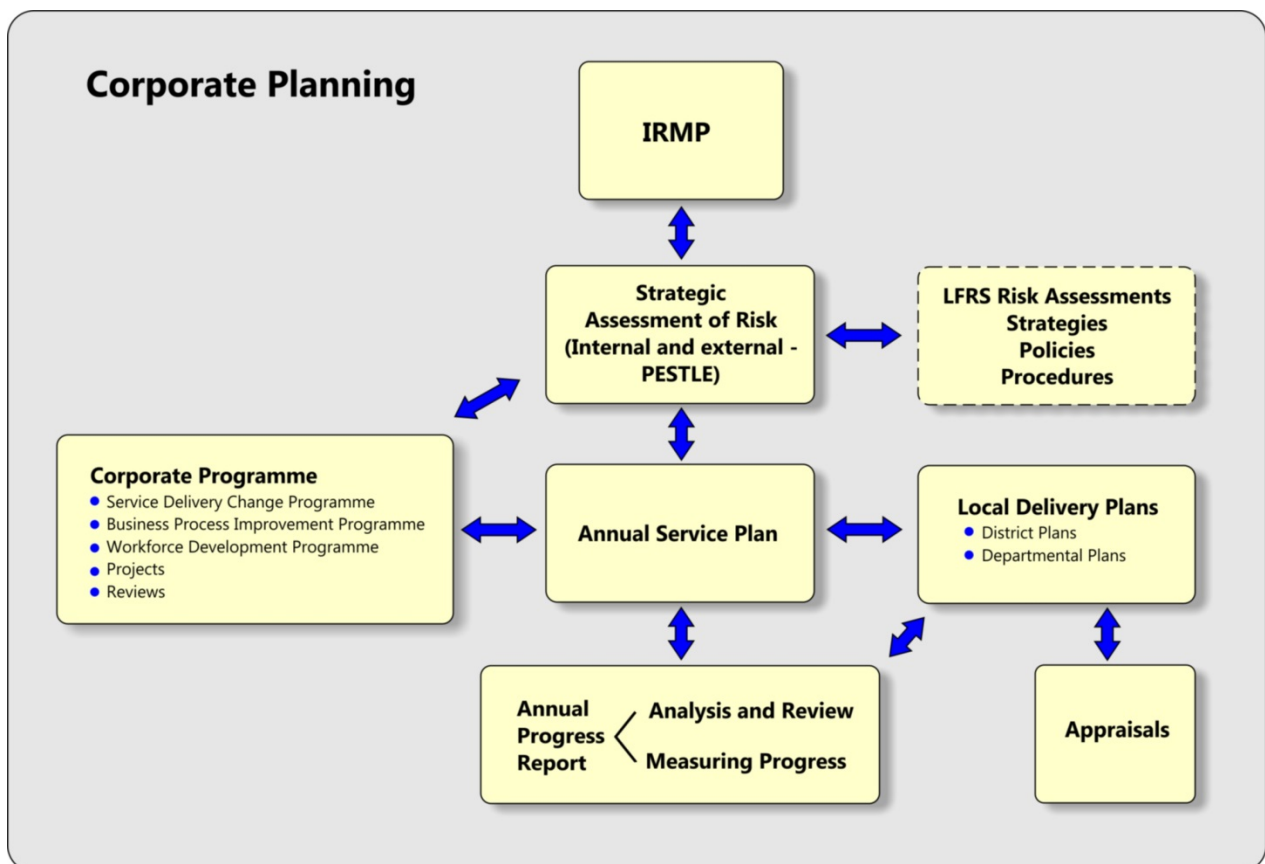 Corporate Planning
IRMP
Strategic
Assessment of Risk
(Internal and external -
PESTLE)
LFRS Risk Assessments
Strategies
Policies
Procedures
Corporate Programme
Service Delivery Change Programme
Business Process Improvement Programme
Workforce Development Programme
Projects
Reviews
Annual Service Plan
Local Delivery Plans
District Plans
Departmental Plans
Annual
Progress
Report
Analysis and Review
Measuring Progress
Appraisals